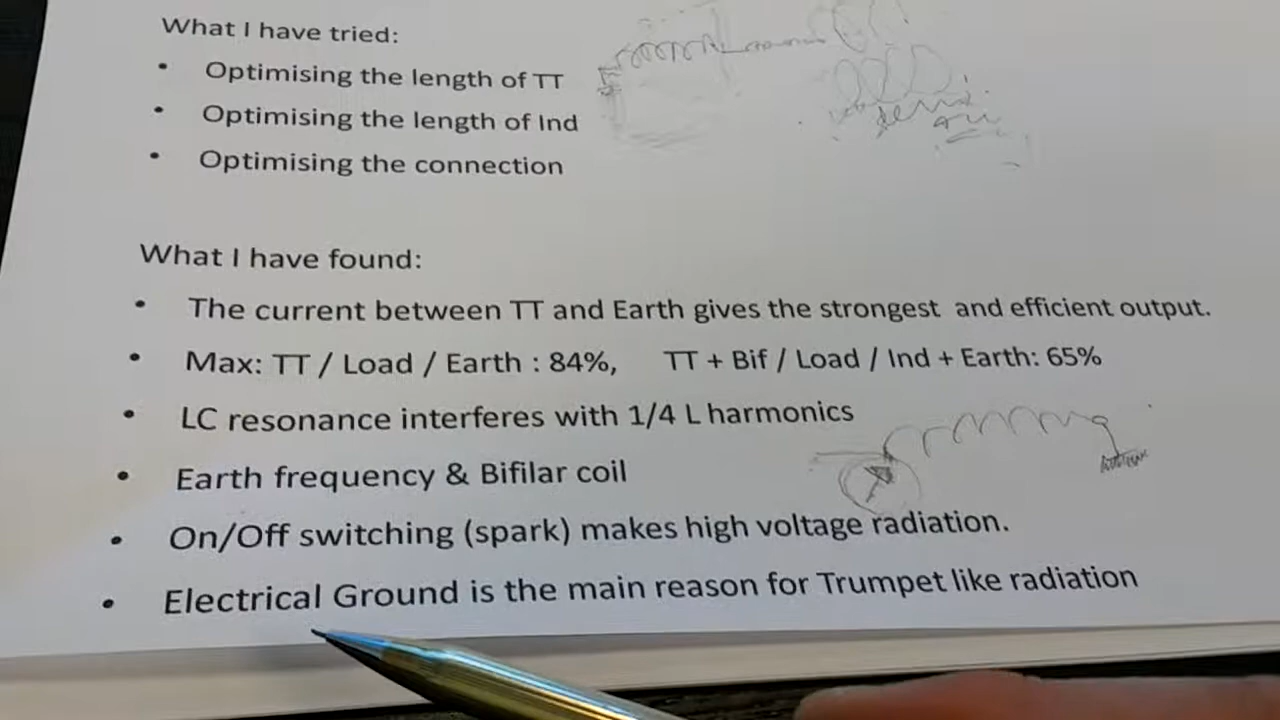 What I have tried:
• Optimising the length of TT
• Optimising the length of Ind
• Optimising the connection
What I have found:
• The current between TT and Earth gives the strongest and efficient output.
• Max: TT / Load / Earth : 84%, TT + Bif / Load / Ind + Earth: 65%
• LC resonance interferes with 1/4 L harmonics
• Earth frequency & Bifilar coil
• On/Off switching (spark) makes high voltage radiation.
• Electrical Ground is the main reason for Trumpet like radiation